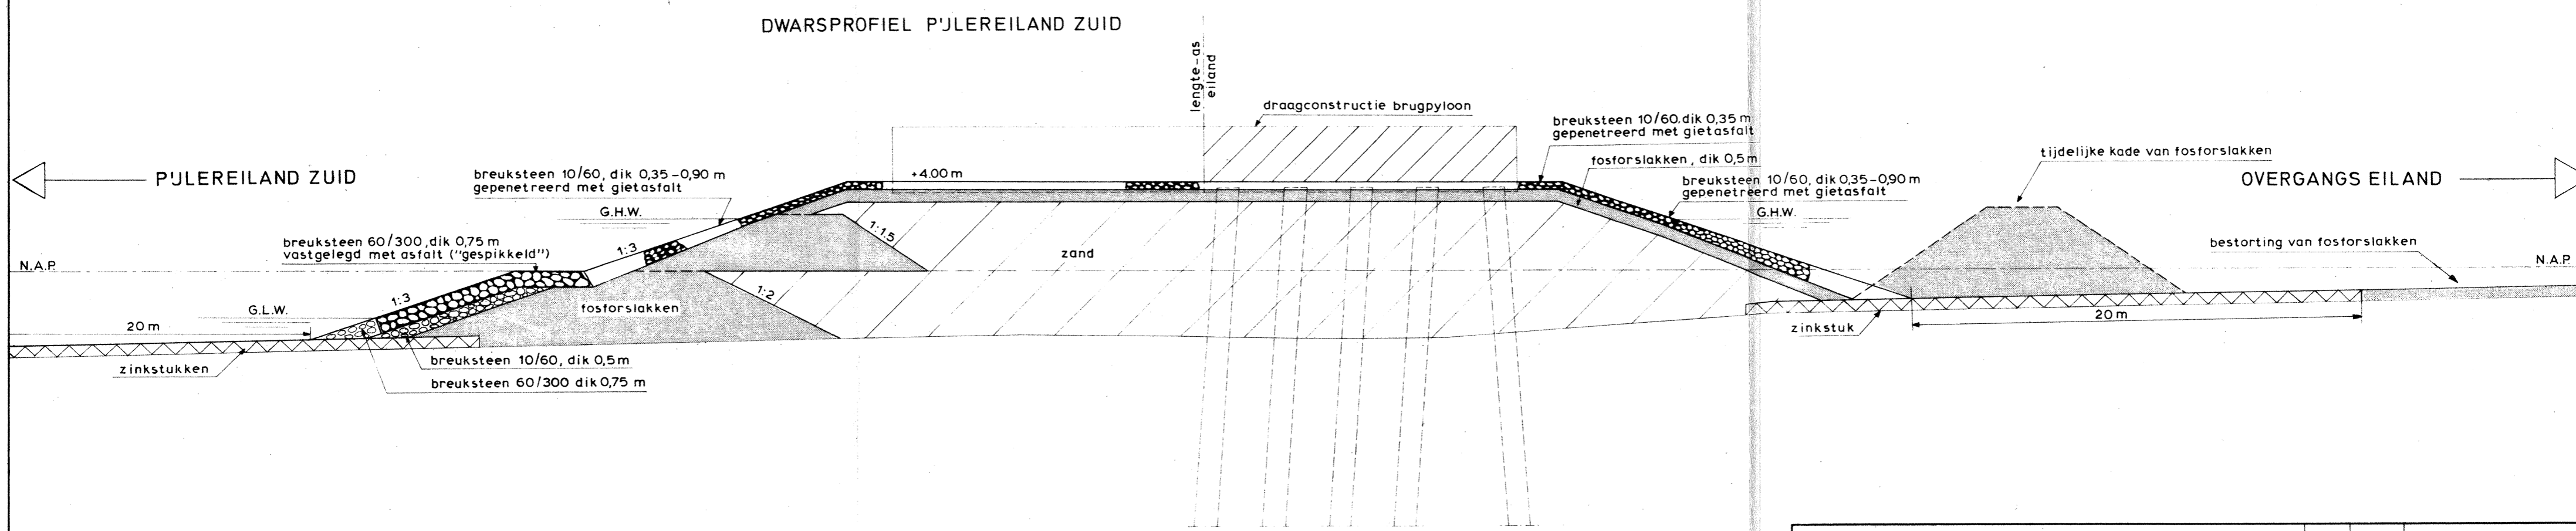 DWARSPROFIEL PIJLEREILAND ZUID
lengte-as
eiland
draagconstructie brugpyloon
breuksteen 10/60. dik 0,35 m
gepenetreerd met gietasfalt
fosforslakken, dik 0,5m
tijdelijke kade van fosforslakken
PIJLEREILAND ZUID
breuksteen 10/60, dik 0,35-0,90 m
gepenetreerd met gietasfalt
+4.00 m
breuksteen 10/60, dik 0,35-0,90 m
gepenetreerd met gietasfalt
OVERGANGS EILAND
G.H.W.
G.H.W.
breuksteen 60/300, dik 0,75 m
vastgelegd met asfalt ("gespikkeld")
1:3
1:1.5
zand
bestorting van fosforslakken
N.A.P.
N.A.P.
1:3
1:2
G.L.W.
fosforslakken
20 m
zinkstuk
20 m
zinkstukken
breuksteen 10/60, dik 0,5m
breuksteen 60/300 dik 0,75 m